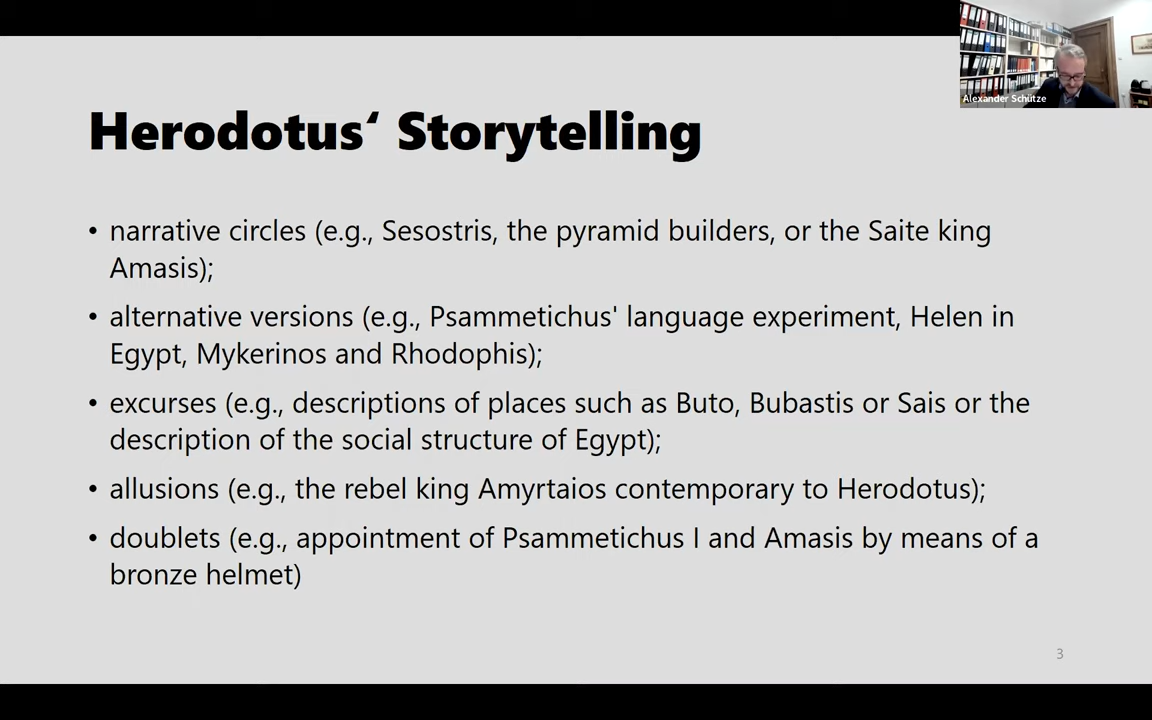 Alexander Schütze
Herodotus‘ Storytelling
• narrative circles (e.g., Sesostris, the pyramid builders, or the Saite king
Amasis);
• alternative versions (e.g., Psammetichus' language experiment, Helen in
Egypt, Mykerinos and Rhodophis);
• excurses (e.g., descriptions of places such as Buto, Bubastis or Sais or the
description of the social structure of Egypt);
• allusions (e.g., the rebel king Amyrtaios contemporary to Herodotus);
• doublets (e.g., appointment of Psammetichus I and Amasis by means of a
bronze helmet)
3